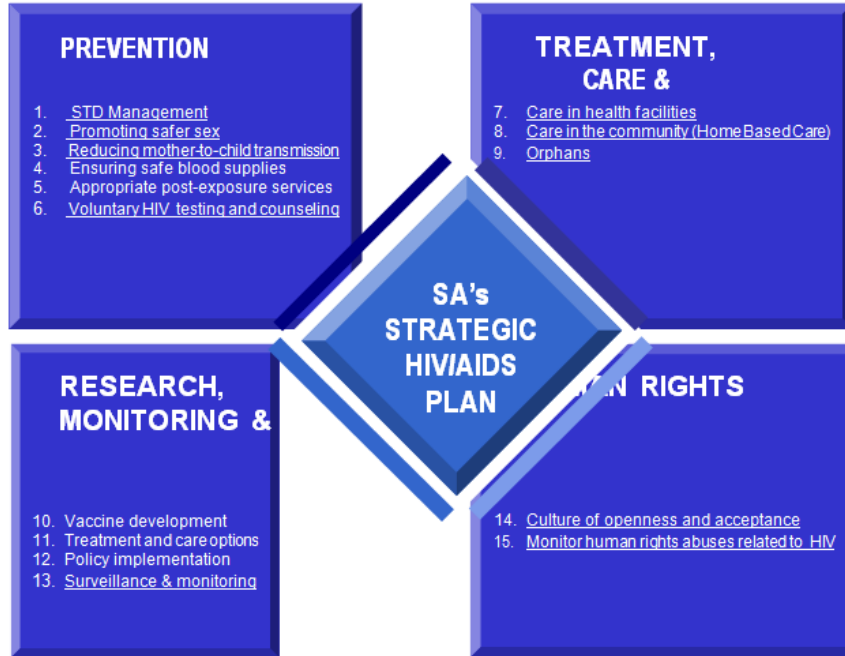 PREVENTION
1. STD Management
2. Promoting safer sex
3. Reducing mother-to-child transmission
4. Ensuring safe blood supplies
5. Appropriate post-exposure services
6. Voluntary HIV testing and counseling
TREATMENT,
CARE &
7. Care in health facilities
8. Care in the community (Home Based Care)
9. Orphans
SA's
STRATEGIC
HIV/AIDS
PLAN
RESEARCH,
MONITORING &
10. Vaccine development
11. Treatment and care options
12. Policy implementation
13. Surveillance & monitoring
RIGHTS
14. Culture of openness and acceptance
15. Monitor human rights abuses related to HIV